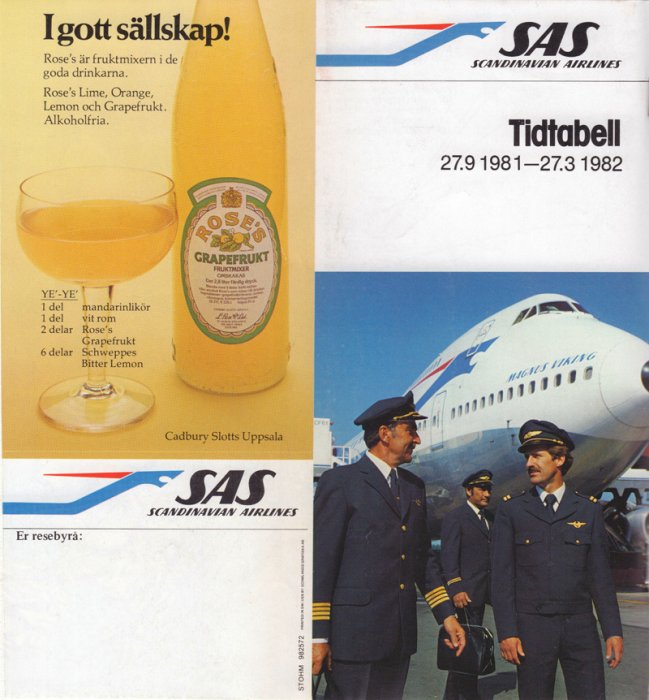 I gott sällskap!
Rose's är fruktmixern i de
goda drinkarna.
Rose's Lime, Orange,
Lemon och Grapefrukt.
Alkoholfria.
ROSE'S
GRAPEFRUKT
FRUKTMIXER
YE'-YE'
1 del mandarinlikör
1 del vit rom
2 delar Rose's
Grapefrukt
6 delar Schweppes
Bitter Lemon
Cadbury Slotts Uppsala
SAS
SCANDINAVIAN AIRLINES
Er resebyrå:
STOHM 982572
SAS
SCANDINAVIAN AIRLINES
Tidtabell
27.9 1981—27.3 1982
MAGNUS VIKING